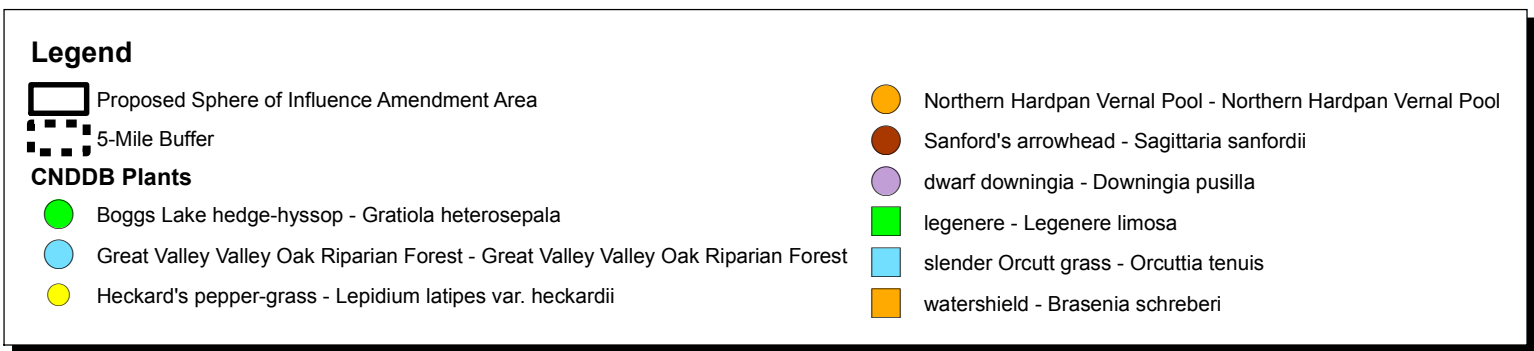 Legend
Proposed Sphere of Influence Amendment Area
5-Mile Buffer
CNDDB Plants
Boggs Lake hedge-hyssop - Gratiola heterosepala
Great Valley Valley Oak Riparian Forest - Great Valley Valley Oak Riparian Forest
Heckard's pepper-grass - Lepidium latipes var. heckardii
Northern Hardpan Vernal Pool - Northern Hardpan Vernal Pool
Sanford's arrowhead - Sagittaria sanfordii
dwarf downingia - Downingia pusilla
legenere - Legenere limosa
slender Orcutt grass - Orcuttia tenuis
watershield - Brasenia schreberi